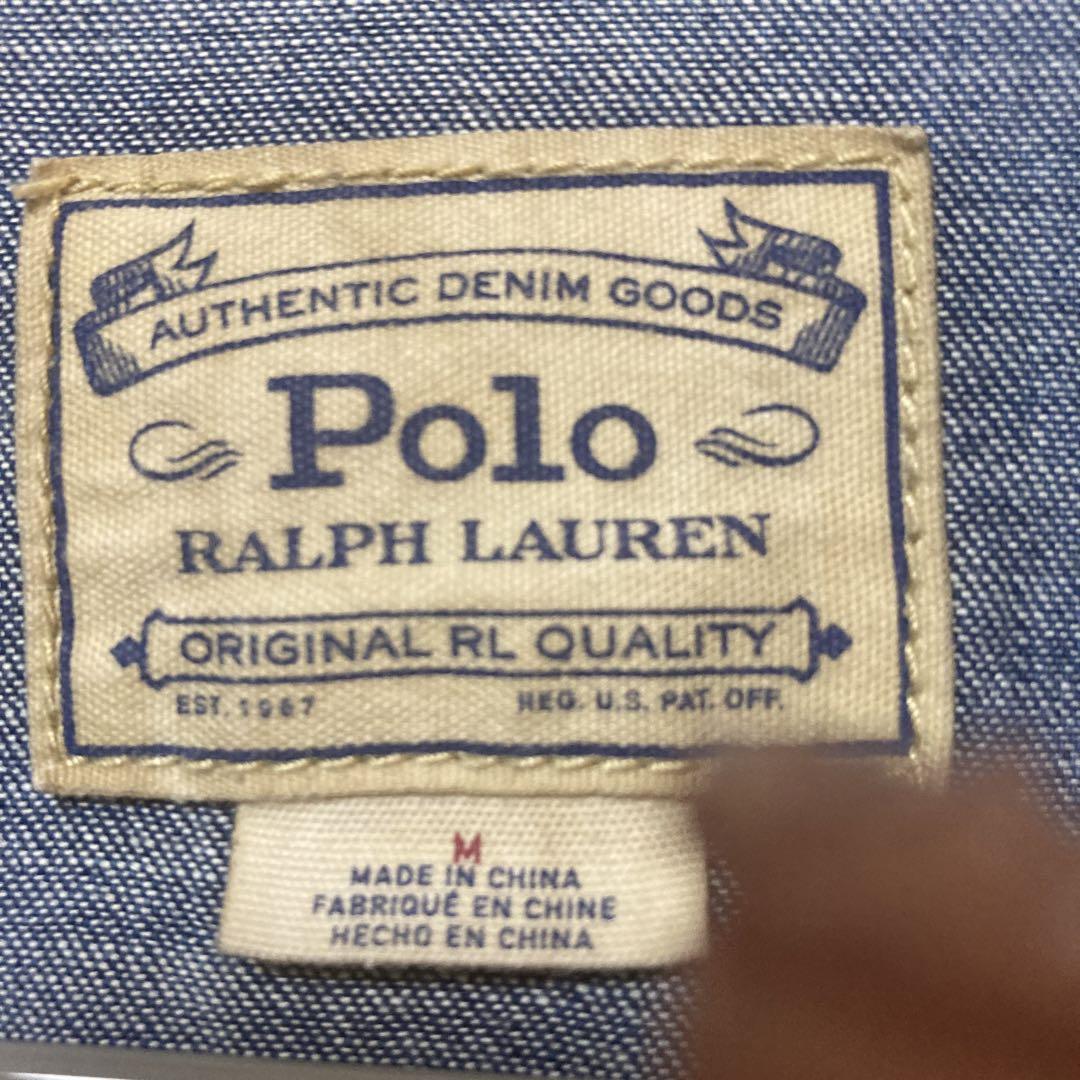 AUTHENTIC DENIM GOODS
Polo
RALPH LAUREN
ORIGINAL RL QUALITY
EST. 1967 REG. U.S. PAT. OFF.
M
MADE IN CHINA
FABRIQUÉ EN CHINE
HECHO EN CHINA